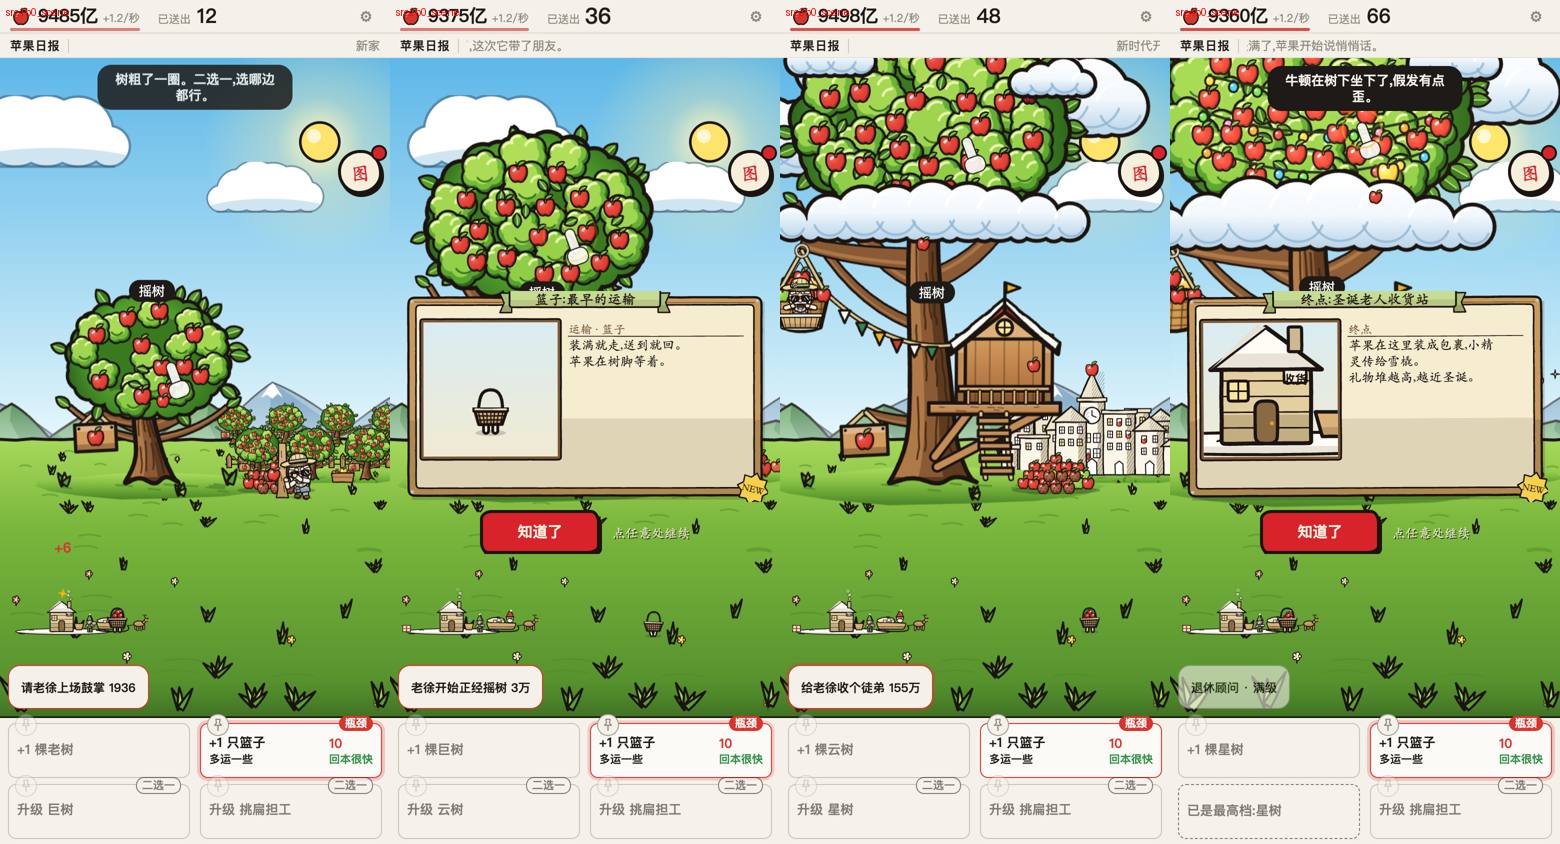 9485亿 +1.2/秒 已送出 12
苹果日报 新家
树粗了一圈。二选一,选哪边
都行。
图
摇树
+6
请老徐上场鼓掌 1936
+1 棵老树
瓶颈
+1 只篮子 10
多运一些 回本很快
升级 巨树
二选一
升级 挑扁担工
9375亿 +1.2/秒 已送出 36
苹果日报 ,这次它带了朋友。
图
摇树
篮子:最早的运输
运输 · 篮子
装满就走,送到就回。
苹果在树脚等着。
NEW
知道了 点任意处继续
老徐开始正经摇树 3万
+1 棵巨树
瓶颈
+1 只篮子 10
多运一些 回本很快
二选一
升级 云树
二选一
升级 挑扁担工
9498亿 +1.2/秒 已送出 48
苹果日报 新时代
图
摇树
给老徐收个徒弟 155万
+1 棵云树
瓶颈
+1 只篮子 10
多运一些 回本很快
二选一
升级 星树
二选一
升级 挑扁担工
9360亿 +1.2/秒 已送出 66
苹果日报 满了,苹果开始说悄悄话。
牛顿在树下坐下了,假发有点
歪。
图
摇树
终点:圣诞老人收货站
终点
苹果在这里装成包裹,小精
灵传给雪橇。
礼物堆越高,越近圣诞。
收货
NEW
知道了 点任意处继续
退休顾问 · 满级
+1 棵星树
瓶颈
+1 只篮子 10
多运一些 回本很快
已是最高档:星树
二选一
升级 挑扁担工